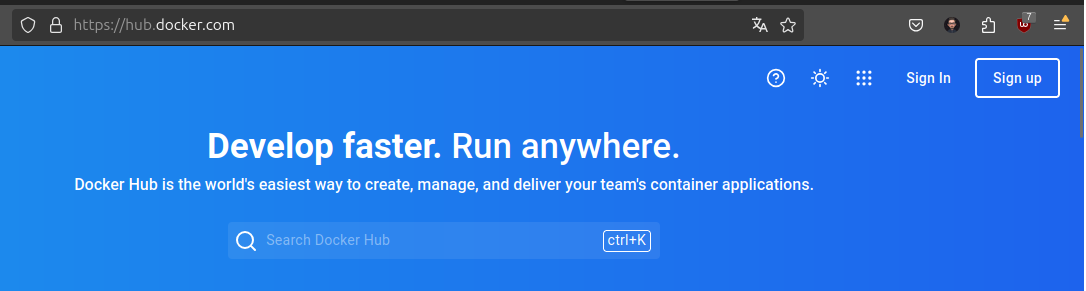 https://hub.docker.com
7
Sign In
Sign up
Develop faster. Run anywhere.
Docker Hub is the world's easiest way to create, manage, and deliver your team's container applications.
Search Docker Hub
ctrl+K